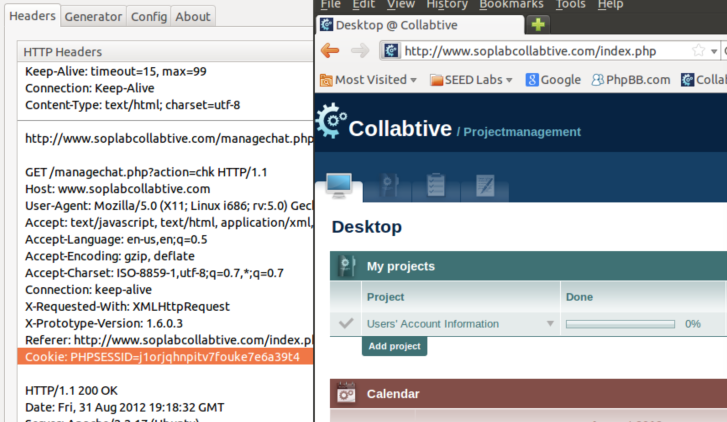 Headers Generator Config About
HTTP Headers
Keep-Alive: timeout=15, max=99
Connection: Keep-Alive
Content-Type: text/html; charset=utf-8
http://www.soplabcollabtive.com/managechat.php
GET /managechat.php?action=chk HTTP/1.1
Host: www.soplabcollabtive.com
User-Agent: Mozilla/5.0 (X11; Linux i686; rv:5.0) Gec
Accept: text/javascript, text/html, application/xml,
Accept-Language: en-us,en;q=0.5
Accept-Encoding: gzip, deflate
Accept-Charset: ISO-8859-1,utf-8;q=0.7,*;q=0.7
Connection: keep-alive
X-Requested-With: XMLHttpRequest
X-Prototype-Version: 1.6.0.3
Referer: http://www.soplabcollabtive.com/index.p
Cookie: PHPSESSID=j1orjqhnpitv7fouke7e6a39t4
HTTP/1.1 200 OK
Date: Fri, 31 Aug 2012 19:18:32 GMT
File Edit View History Bookmarks Tools Help
Desktop @ Collabtive
http://www.soplabcollabtive.com/index.php
Most Visited SEED Labs Google PhpBB.com Collab
Collabtive / Projectmanagement
Desktop
My projects
Project Done
Users' Account Information 0%
Add project
Calendar